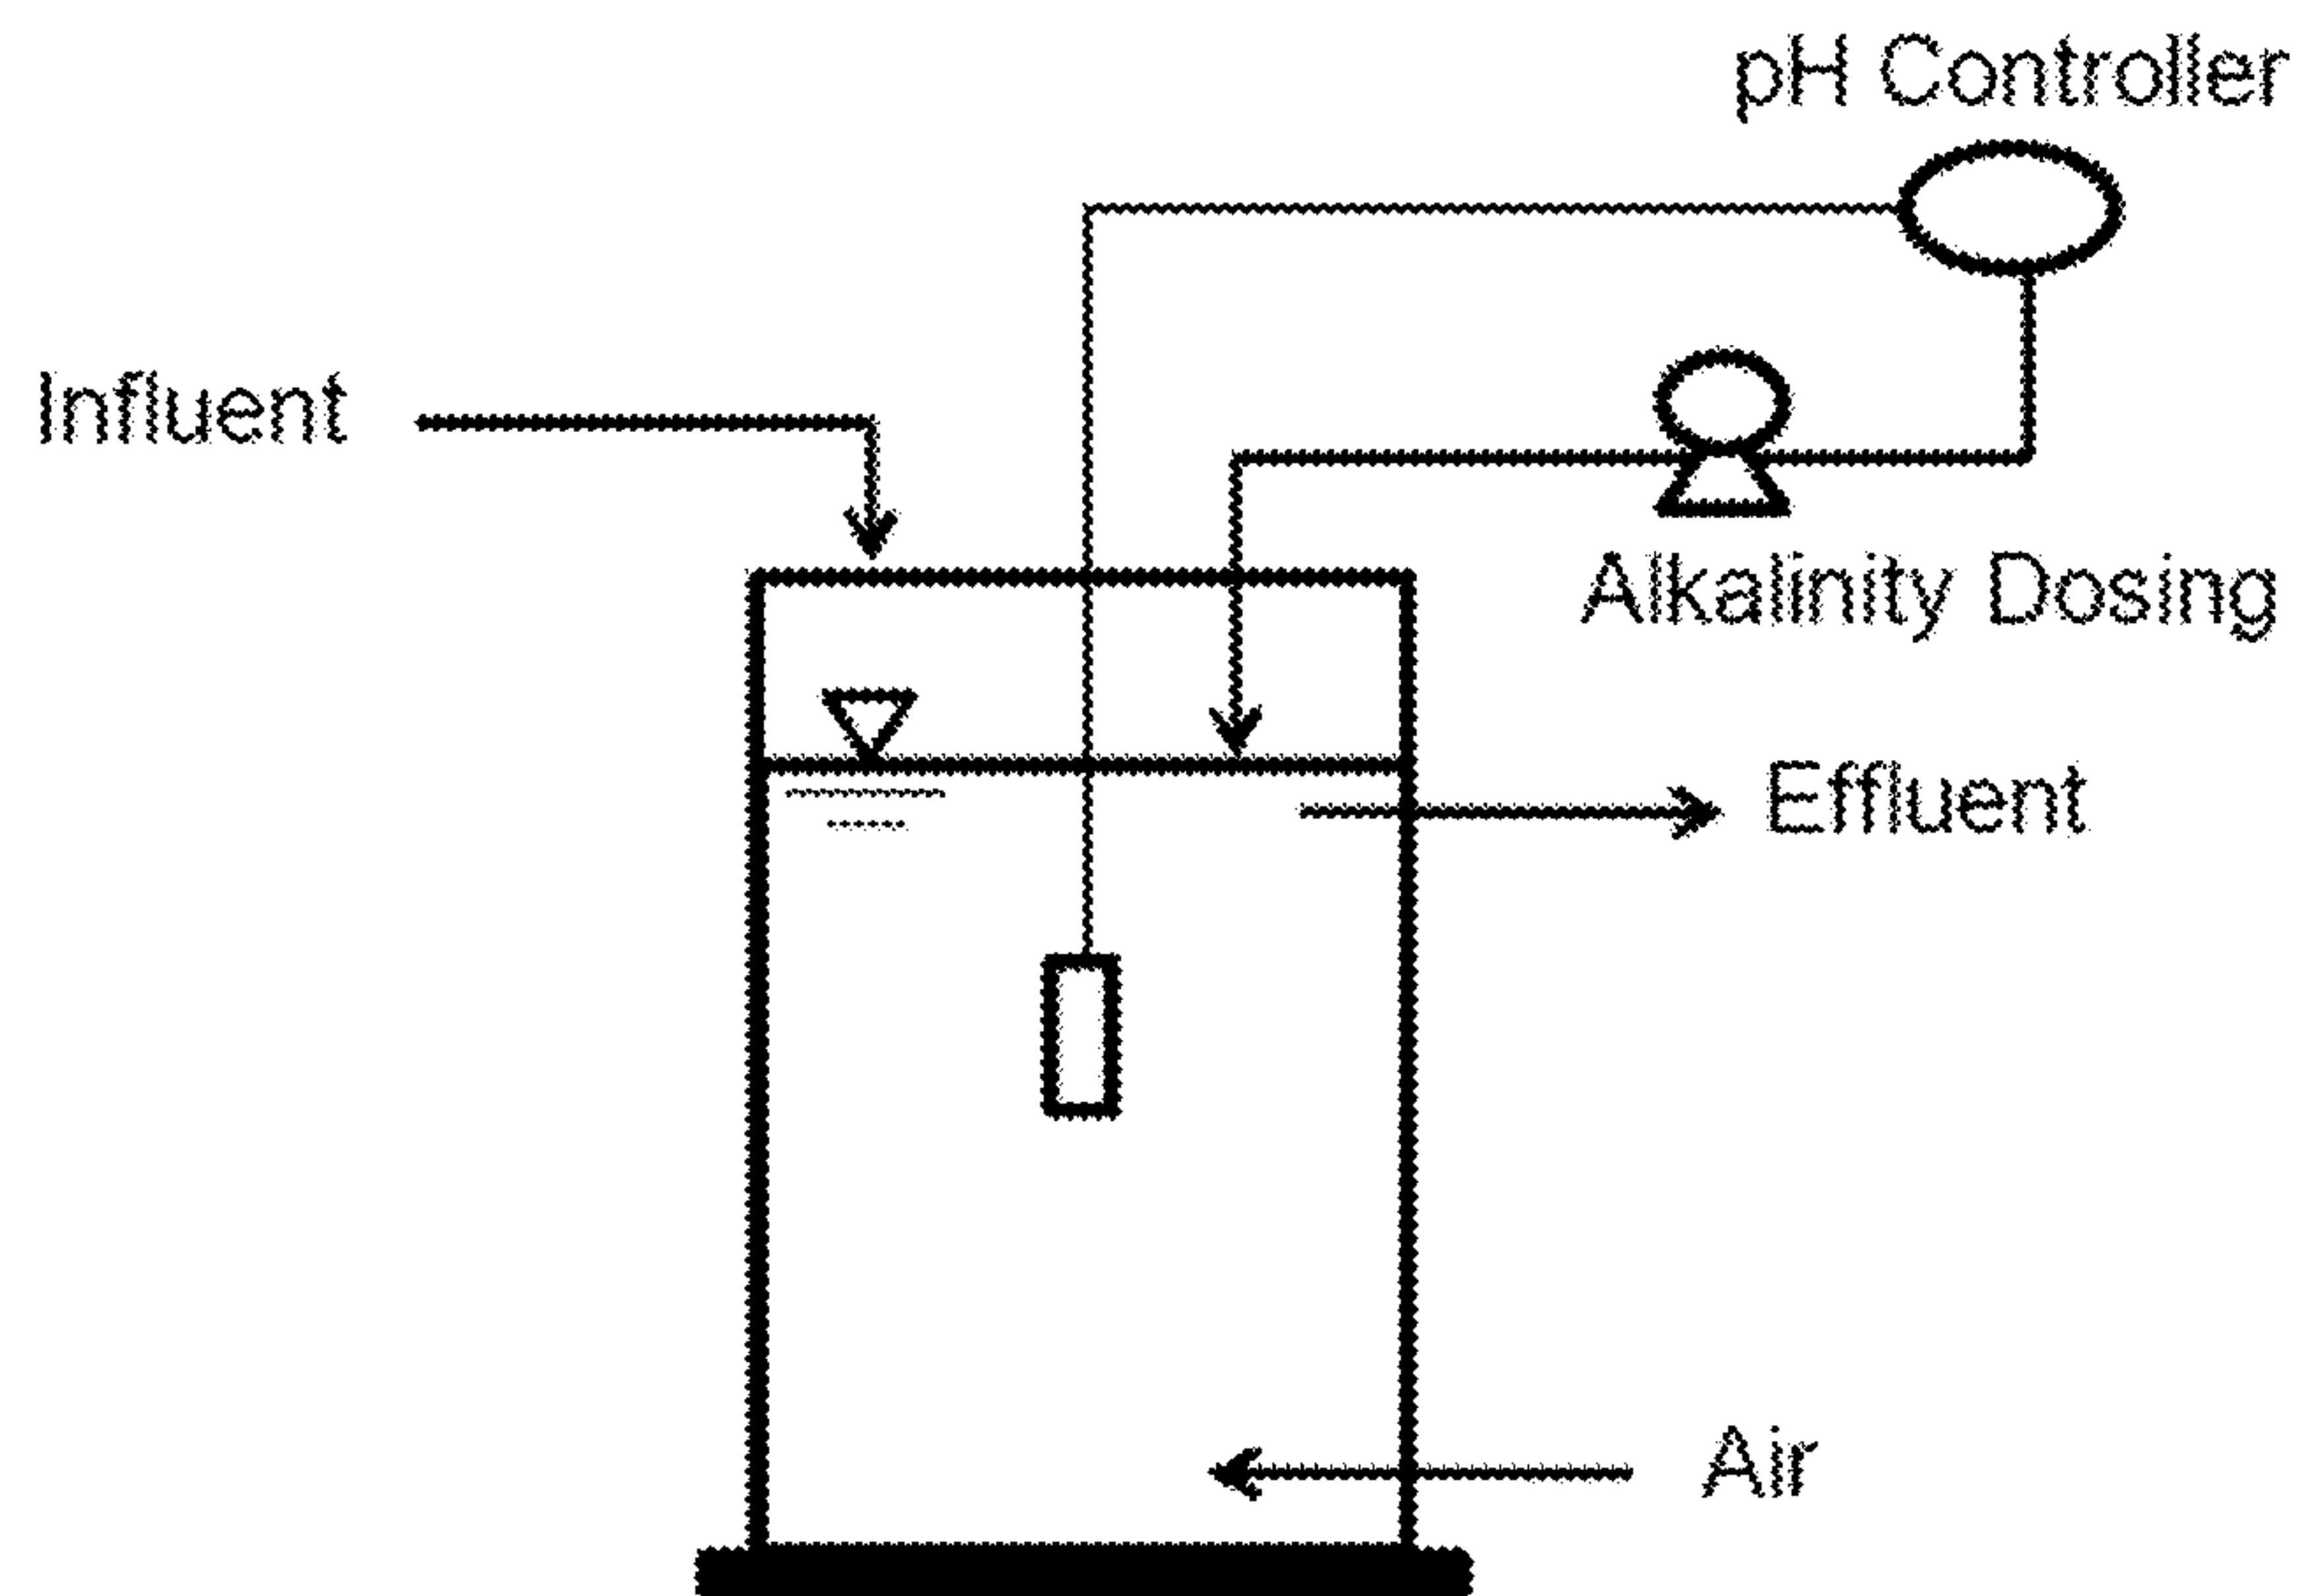 pH Controller
Influent
Alkalinity Dosing
Effluent
Air